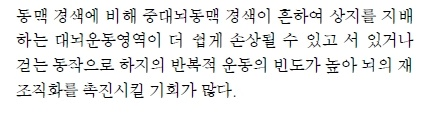 동맥 경색에 비해 중대뇌동맥 경색이 흔하여 상지를 지배
하는 대뇌운동영역이 더 쉽게 손상될 수 있고 서 있거나
걷는 동작으로 하지의 반복적 운동의 빈도가 높아 뇌의 재
조직화를 촉진시킬 기회가 많다.